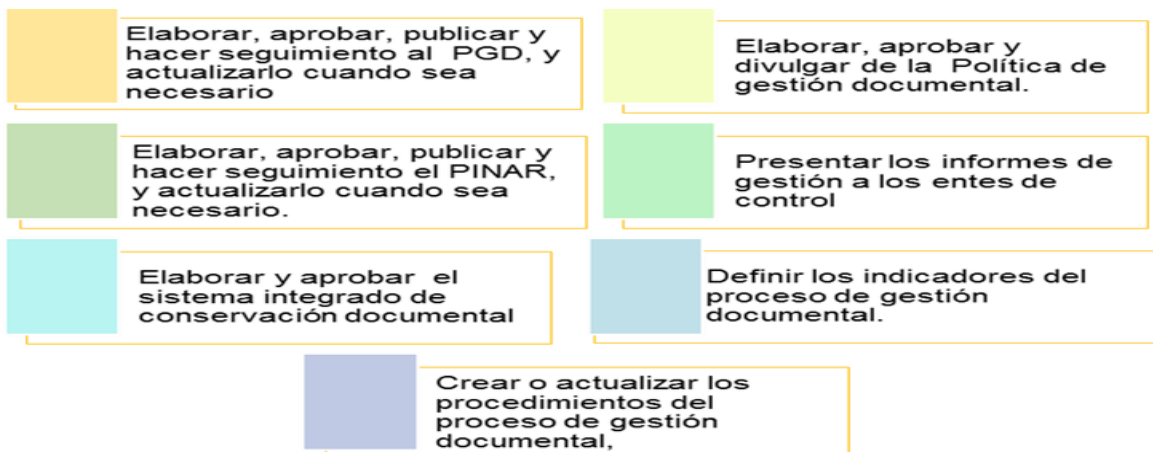 Elaborar, aprobar, publicar y
hacer seguimiento al PGD, y
actualizarlo cuando sea
necesario
Elaborar, aprobar y
divulgar de la Política de
gestión documental.
Elaborar, aprobar, publicar y
hacer seguimiento el PINAR,
y actualizarlo cuando sea
necesario.
Presentar los informes de
gestión a los entes de
control
Elaborar y aprobar el
sistema integrado de
conservación documental
Definir los indicadores del
proceso de gestión
documental.
Crear o actualizar los
procedimientos del
proceso de gestión
documental,